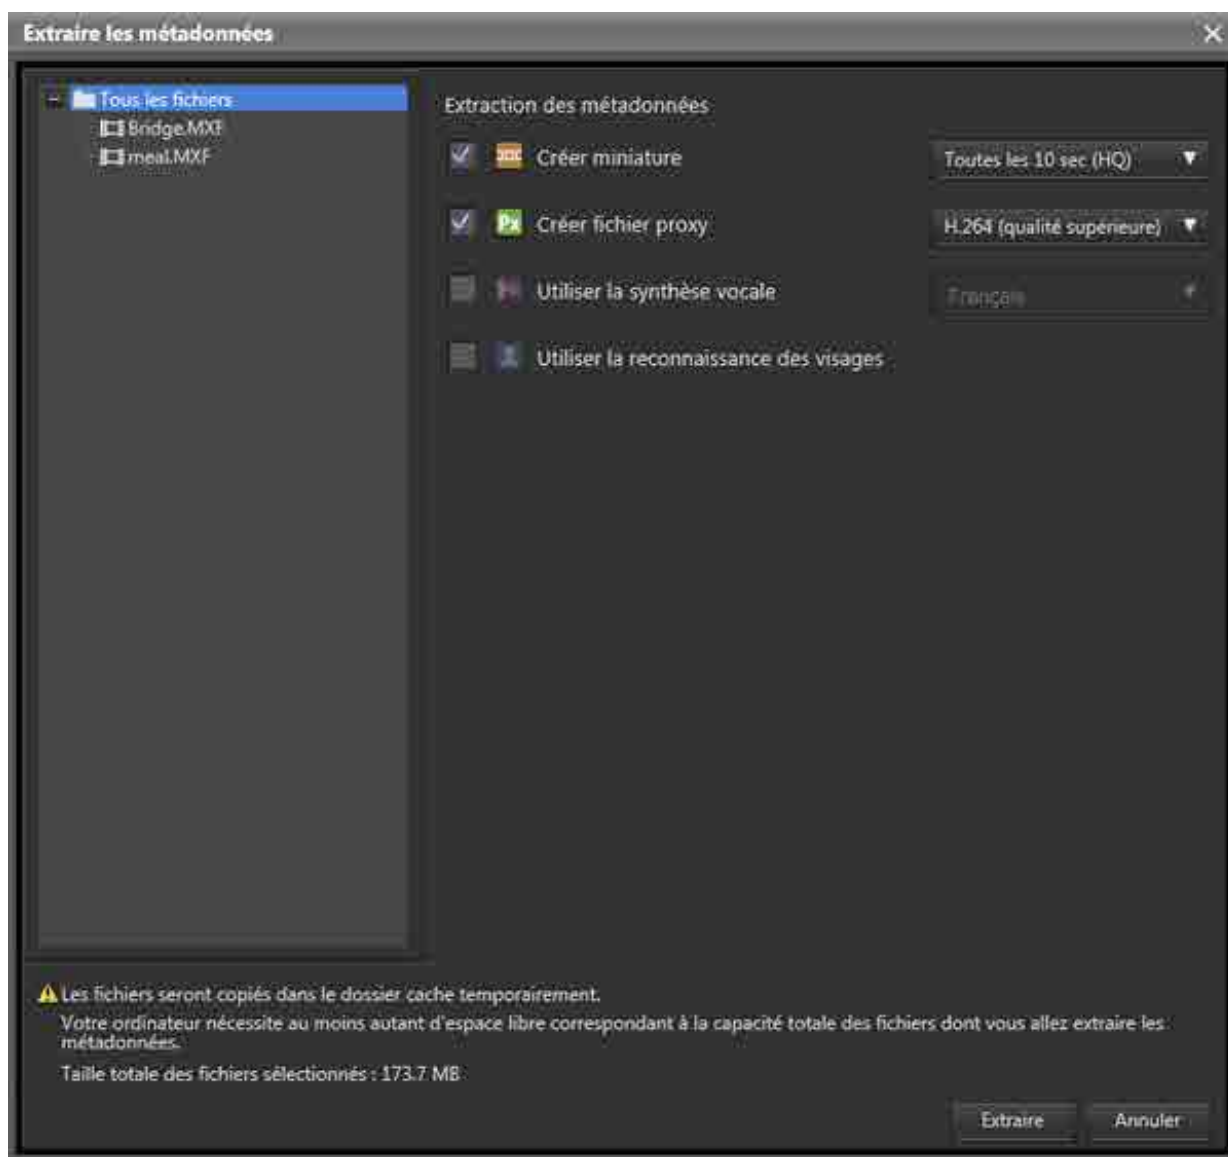 Extraire les métadonnées
Tous les fichiers
Bridge.MXF
meal.MXF
Extraction des métadonnées
Créer miniature
Toutes les 10 sec (HQ)
Px
Créer fichier proxy
H.264 (qualité supérieure)
Utiliser la synthèse vocale
Français
Utiliser la reconnaissance des visages
Les fichiers seront copiés dans le dossier cache temporairement.
Votre ordinateur nécessite au moins autant d'espace libre correspondant à la capacité totale des fichiers dont vous allez extraire les
métadonnées.
Taille totale des fichiers sélectionnés : 173.7 MB
Extraire
Annuler